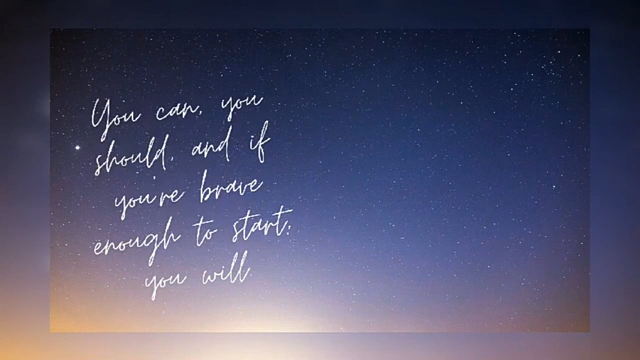 You can, you
should, and if
you're brave
enough to start,
you will.